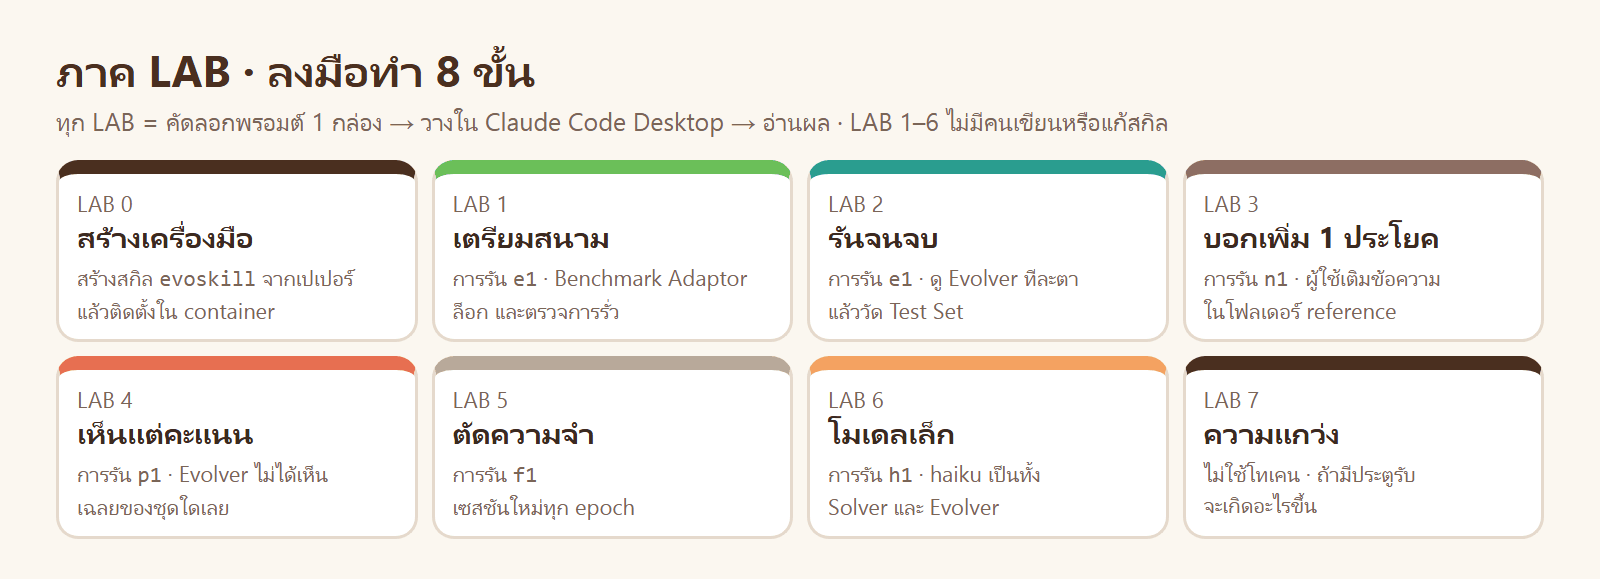 ภาค LAB · ลงมือทำ 8 ขั้น
ทุก LAB = คัดลอกพรอมต์ 1 กล่อง → วางใน Claude Code Desktop → อ่านผล · LAB 1–6 ไม่มีคนเขียนหรือแก้สกิล
LAB 0
สร้างเครื่องมือ
สร้างสกิล evoskill จากเปเปอร์
แล้วติดตั้งใน container
LAB 1
เตรียมสนาม
การรัน e1 · Benchmark Adaptor
ล็อก และตรวจการรั่ว
LAB 2
รันจนจบ
การรัน e1 · ดู Evolver ทีละตา
แล้ววัด Test Set
LAB 3
บอกเพิ่ม 1 ประโยค
การรัน n1 · ผู้ใช้เติมข้อความ
ในโฟลเดอร์ reference
LAB 4
เห็นแต่คะแนน
การรัน p1 · Evolver ไม่ได้เห็น
เฉลยของชุดใดเลย
LAB 5
ตัดความจำ
การรัน f1
เซสชันใหม่ทุก epoch
LAB 6
โมเดลเล็ก
การรัน h1 · haiku เป็นทั้ง
Solver และ Evolver
LAB 7
ความแกว่ง
ไม่ใช้โทเคน · ถ้ามีประตูรับ
จะเกิดอะไรขึ้น